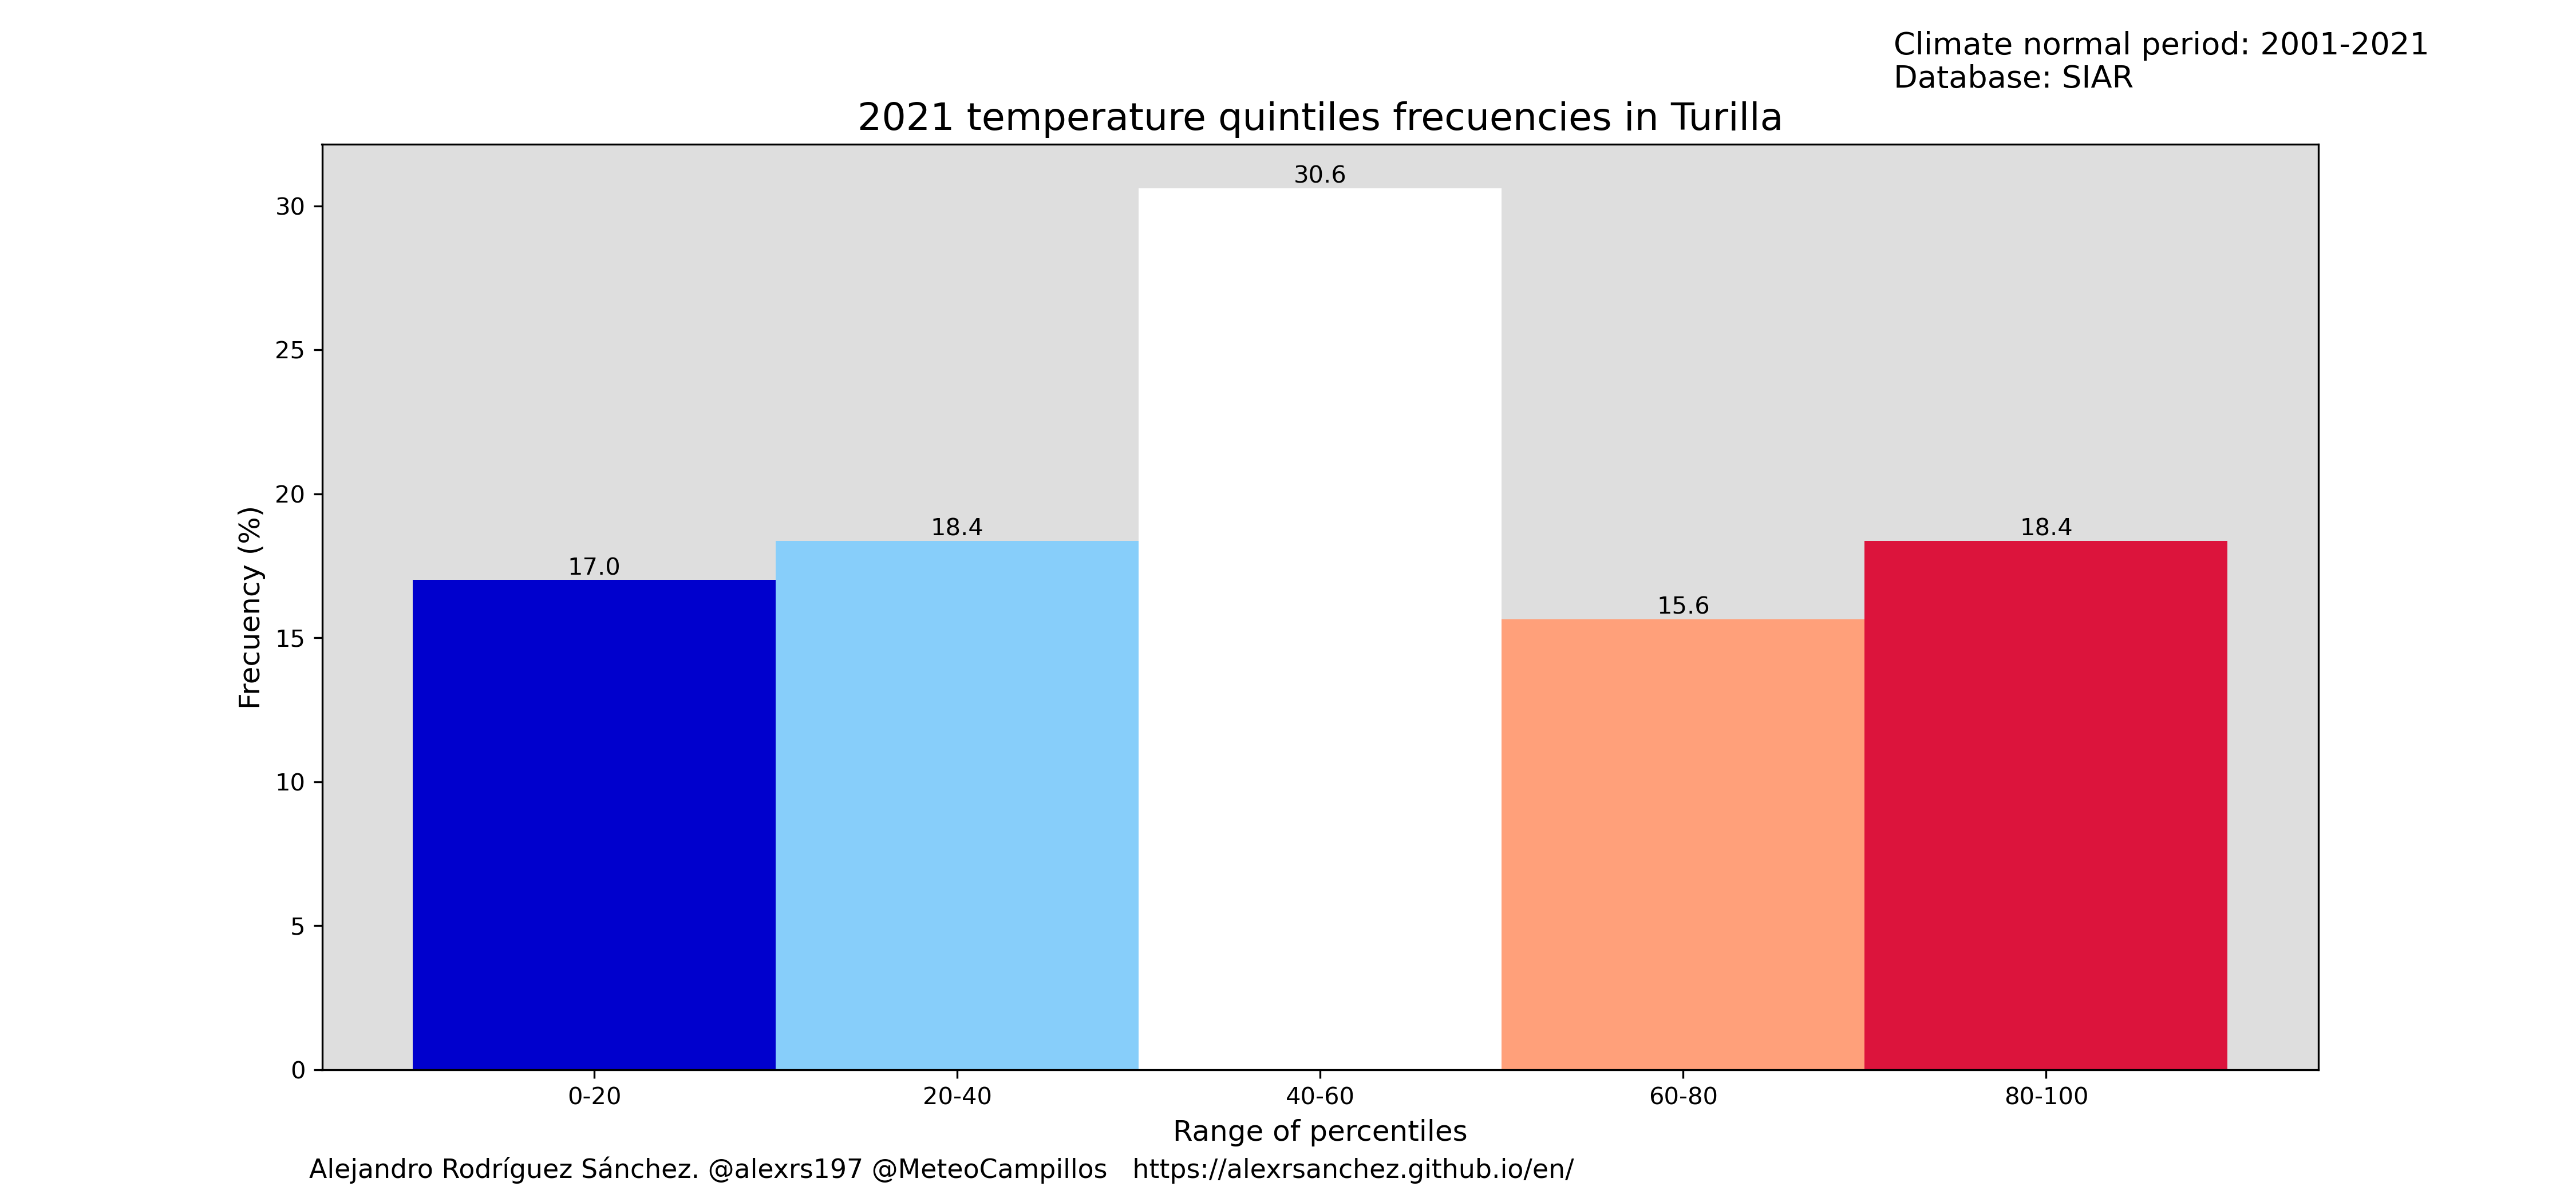 Climate normal period: 2001-2021
Database: SIAR
2021 temperature quintiles frecuencies in Turilla
Frecuency (%)
30
25
20
15
10
5
0
17.0
18.4
30.6
15.6
18.4
0-20
20-40
40-60
60-80
80-100
Range of percentiles
Alejandro Rodríguez Sánchez. @alexrs197 @MeteoCampillos https://alexrsanchez.github.io/en/